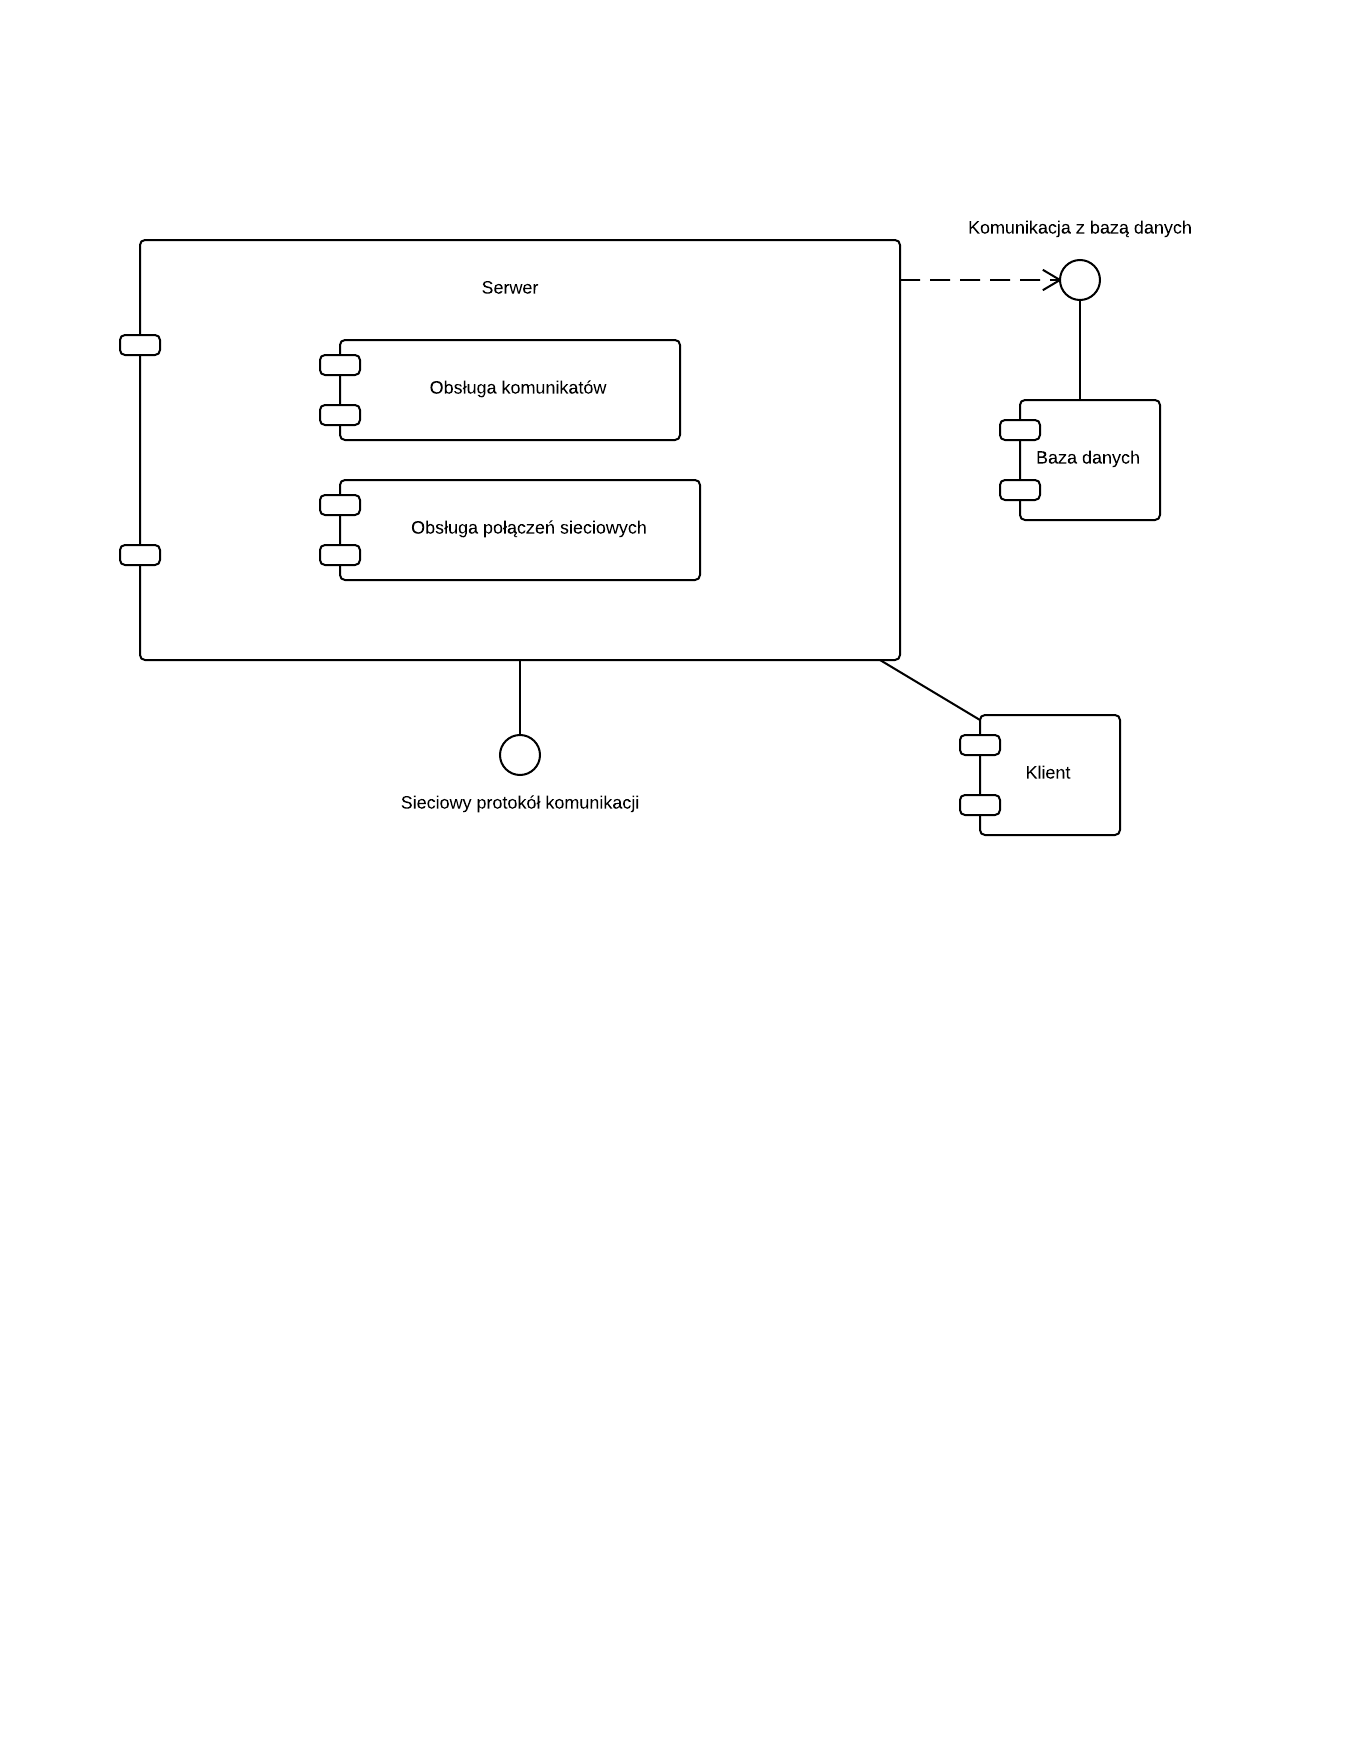 Komunikacja z bazą danych
Serwer
Obsługa komunikatów
Baza danych
Obsługa połączeń sieciowych
Klient
Sieciowy protokół komunikacji